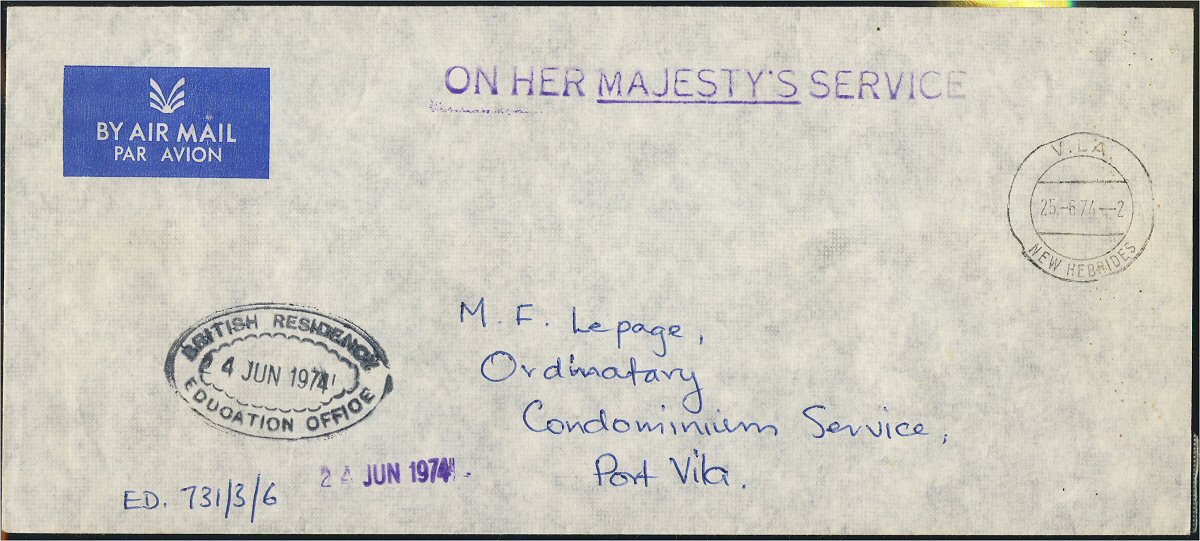 ON HER MAJESTY'S SERVICE
BY AIR MAIL
PAR AVION
V.LA.
25.-6.74--2
NEW HEBRIDES
BRITISH RESIDENCY
24 JUN 1974
EDUCATION OFFICE
M. F. Lepage,
Ordinatary
Condominium Service,
Port Vila.
24 JUN 1974
ED. 731/3/6